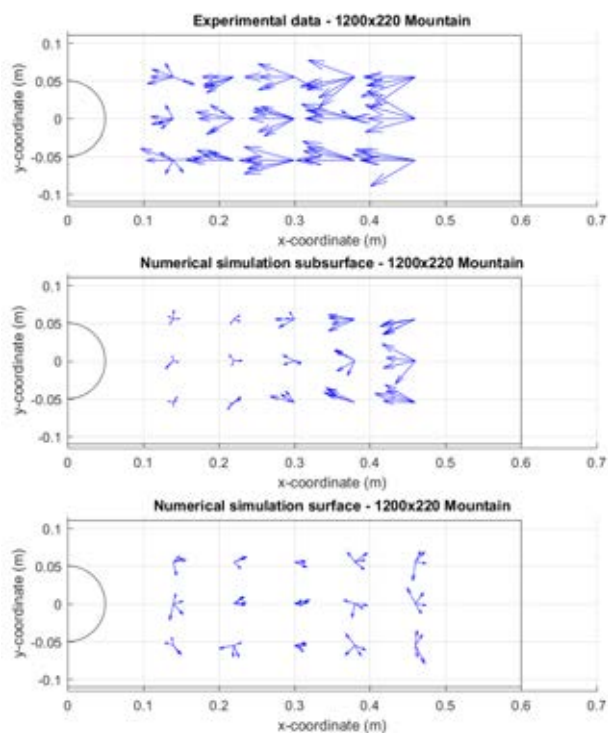 Experimental data - 1200x220 Mountain
0.1
0.05
0
-0.05
-0.1
y-coordinate (m)
0 0.1 0.2 0.3 0.4 0.5 0.6 0.7
x-coordinate (m)
Numerical simulation subsurface - 1200x220 Mountain
0.1
0.05
0
-0.05
-0.1
y-coordinate (m)
0 0.1 0.2 0.3 0.4 0.5 0.6 0.7
x-coordinate (m)
Numerical simulation surface - 1200x220 Mountain
0.1
0.05
0
-0.05
-0.1
y-coordinate (m)
0 0.1 0.2 0.3 0.4 0.5 0.6 0.7
x-coordinate (m)